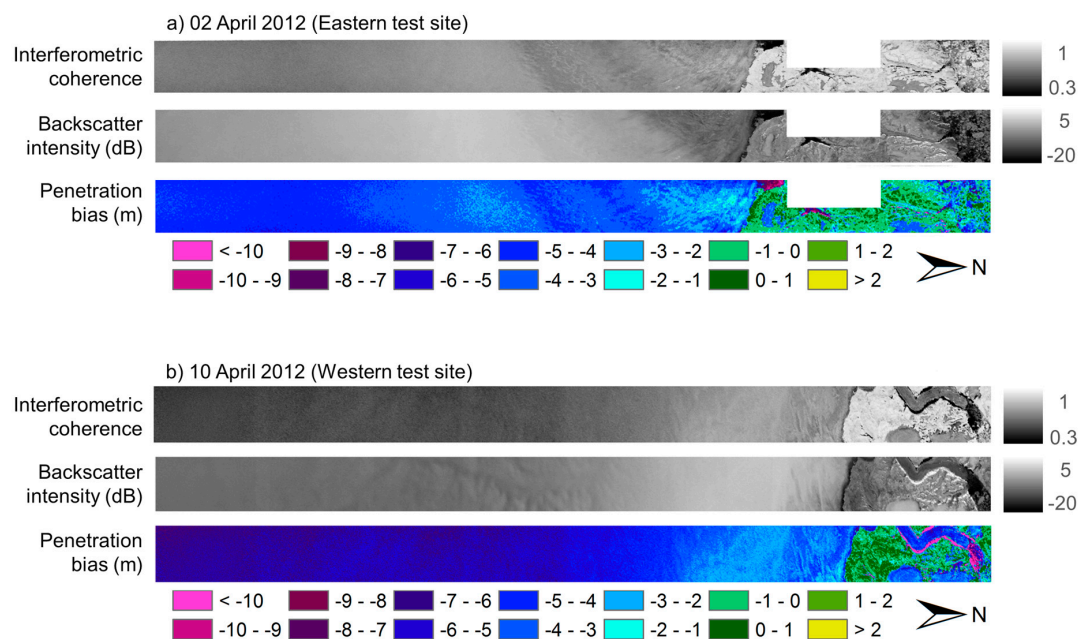 a) 02 April 2012 (Eastern test site)
Interferometric
coherence
1
0.3
Backscatter
intensity (dB)
5
-20
Penetration
bias (m)
< -10
-9 - -8
-7 - -6
-5 - -4
-3 - -2
-1 - 0
1 - 2
-10 - -9
-8 - -7
-6 - -5
-4 - -3
-2 - -1
0 - 1
> 2
N
b) 10 April 2012 (Western test site)
Interferometric
coherence
1
0.3
Backscatter
intensity (dB)
5
-20
Penetration
bias (m)
< -10
-9 - -8
-7 - -6
-5 - -4
-3 - -2
-1 - 0
1 - 2
-10 - -9
-8 - -7
-6 - -5
-4 - -3
-2 - -1
0 - 1
> 2
N